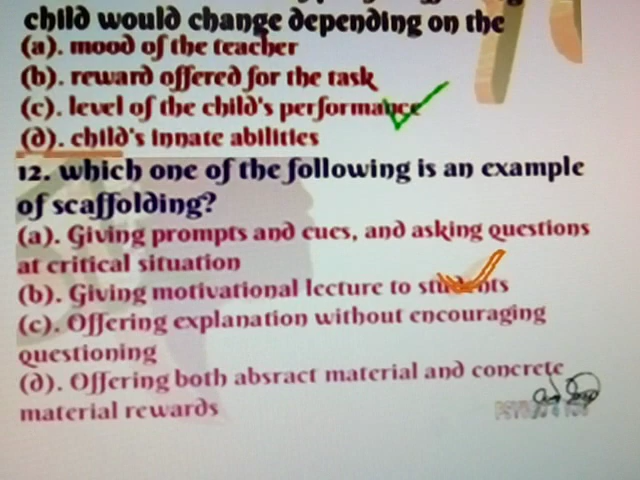 child would change depending on the
(a). mood of the teacher
(b). reward offered for the task
(c). level of the child's performance
(d). child's innate abilities
12. which one of the following is an example
of scaffolding?
(a). Giving prompts and cues, and asking questions
at critical situation
(b). Giving motivational lecture to students
(c). Offering explanation without encouraging
questioning
(d). Offering both absract material and concrete
material rewards